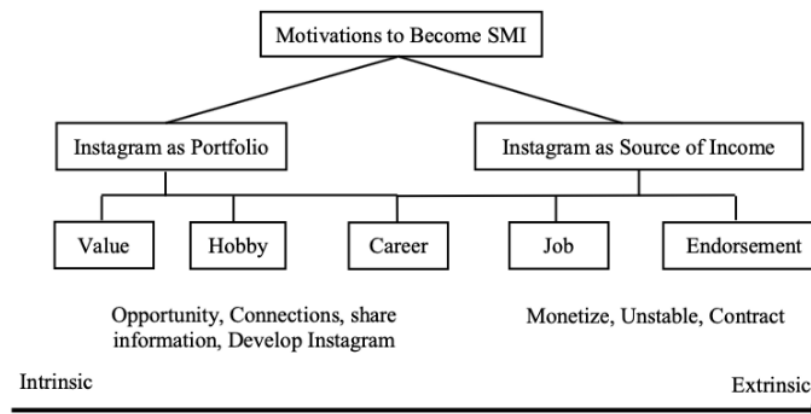 Motivations to Become SMI
Instagram as Portfolio
Instagram as Source of Income
Value
Hobby
Career
Job
Endorsement
Opportunity, Connections, share
information, Develop Instagram
Monetize, Unstable, Contract
Intrinsic
Extrinsic